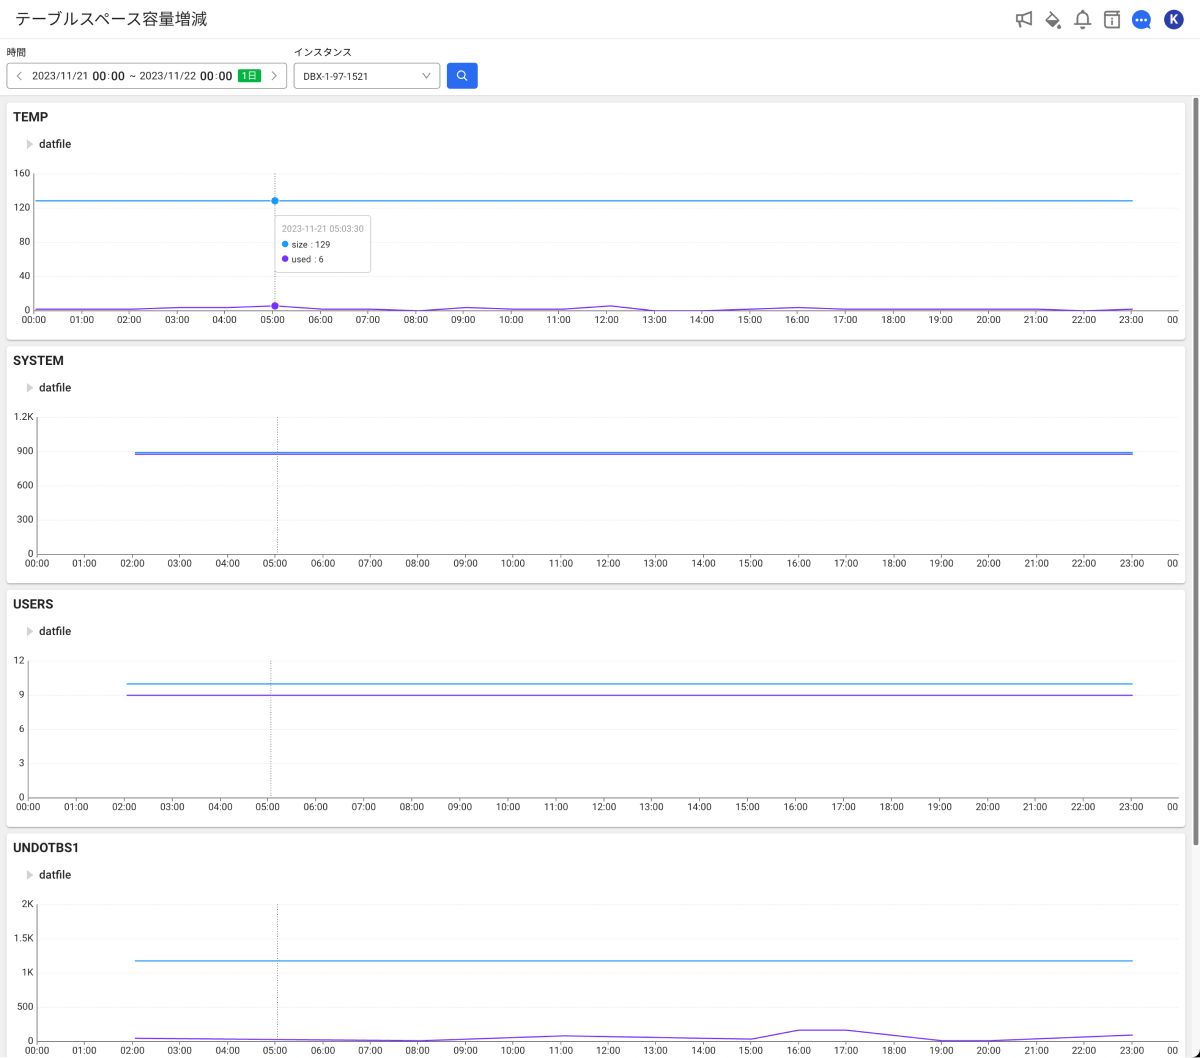 テーブルスペース容量増減
K
時間
インスタンス
2023/11/21 00:00 ~ 2023/11/22 00:00 1日
DBX-1-97-1521
TEMP
datfile
160
120
80
40
0
2023-11-21 05:03:30
size : 129
used : 6
00:00 01:00 02:00 03:00 04:00 05:00 06:00 07:00 08:00 09:00 10:00 11:00 12:00 13:00 14:00 15:00 16:00 17:00 18:00 19:00 20:00 21:00 22:00 23:00 00
SYSTEM
datfile
1.2K
900
600
300
0
00:00 01:00 02:00 03:00 04:00 05:00 06:00 07:00 08:00 09:00 10:00 11:00 12:00 13:00 14:00 15:00 16:00 17:00 18:00 19:00 20:00 21:00 22:00 23:00 00
USERS
datfile
12
9
6
3
0
00:00 01:00 02:00 03:00 04:00 05:00 06:00 07:00 08:00 09:00 10:00 11:00 12:00 13:00 14:00 15:00 16:00 17:00 18:00 19:00 20:00 21:00 22:00 23:00 00
UNDOTBS1
datfile
2K
1.5K
1K
500
0
00:00 01:00 02:00 03:00 04:00 05:00 06:00 07:00 08:00 09:00 10:00 11:00 12:00 13:00 14:00 15:00 16:00 17:00 18:00 19:00 20:00 21:00 22:00 23:00 00